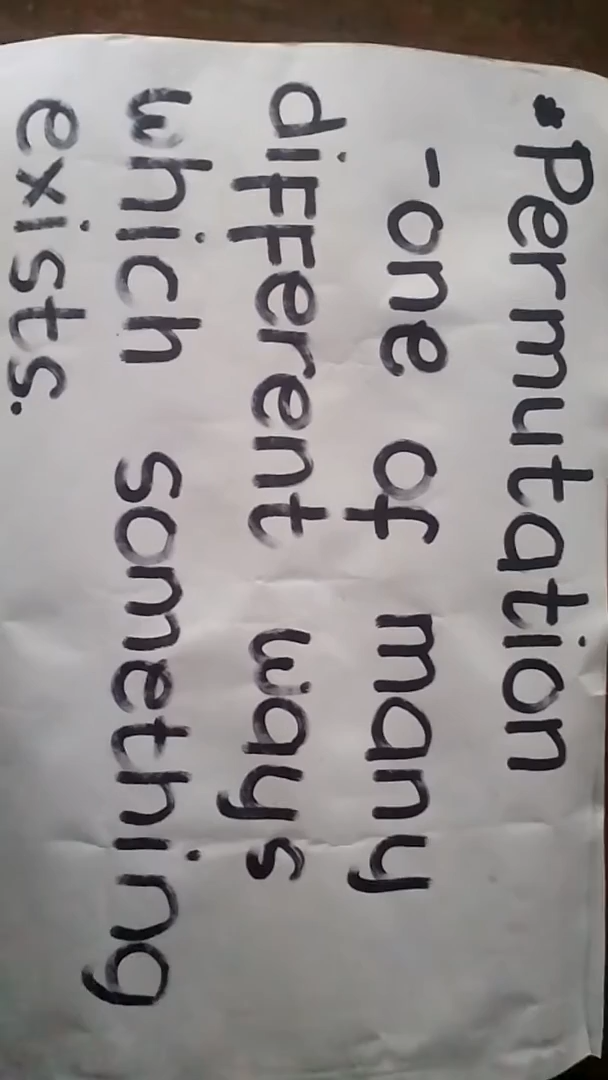 * Permutation
- one of many
different ways
which something
exists.